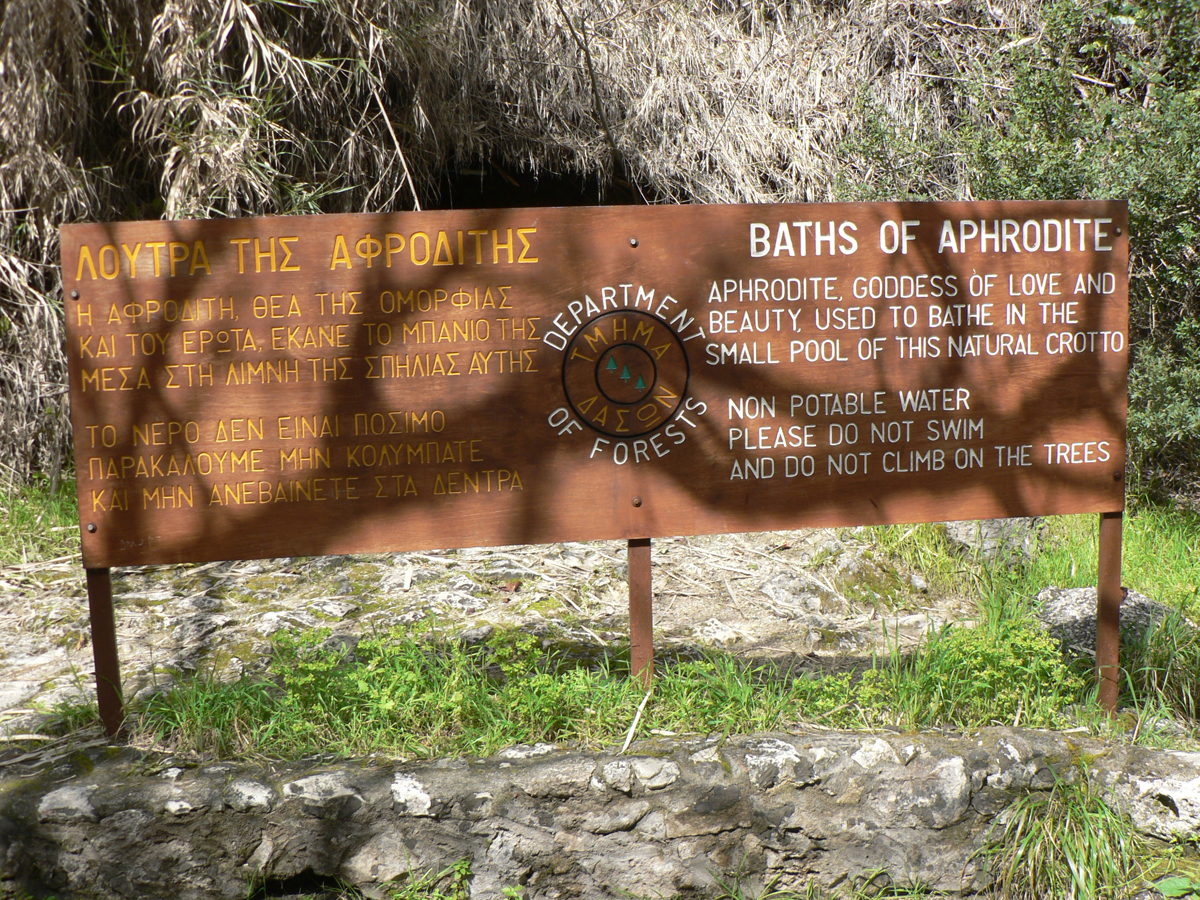 ΛΟΥΤΡΑ ΤΗΣ ΑΦΡΟΔΙΤΗΣ
Η ΑΦΡΟΔΙΤΗ, ΘΕΑ ΤΗΣ ΟΜΟΡΦΙΑΣ
ΚΑΙ ΤΟΥ ΕΡΩΤΑ, ΕΚΑΝΕ ΤΟ ΜΠΑΝΙΟ ΤΗΣ
ΜΕΣΑ ΣΤΗ ΛΙΜΝΗ ΤΗΣ ΣΠΗΛΙΑΣ ΑΥΤΗΣ
ΤΟ ΝΕΡΟ ΔΕΝ ΕΙΝΑΙ ΠΟΣΙΜΟ
ΠΑΡΑΚΑΛΟΥΜΕ ΜΗΝ ΚΟΛΥΜΠΑΤΕ
ΚΑΙ ΜΗΝ ΑΝΕΒΑΙΝΕΤΕ ΣΤΑ ΔΕΝΤΡΑ
DEPARTMENT
OF FORESTS
ΤΜΗΜΑ
ΔΑΣΩΝ
BATHS OF APHRODITE
APHRODITE, GODDESS OF LOVE AND
BEAUTY, USED TO BATHE IN THE
SMALL POOL OF THIS NATURAL CROTTO
NON POTABLE WATER
PLEASE DO NOT SWIM
AND DO NOT CLIMB ON THE TREES